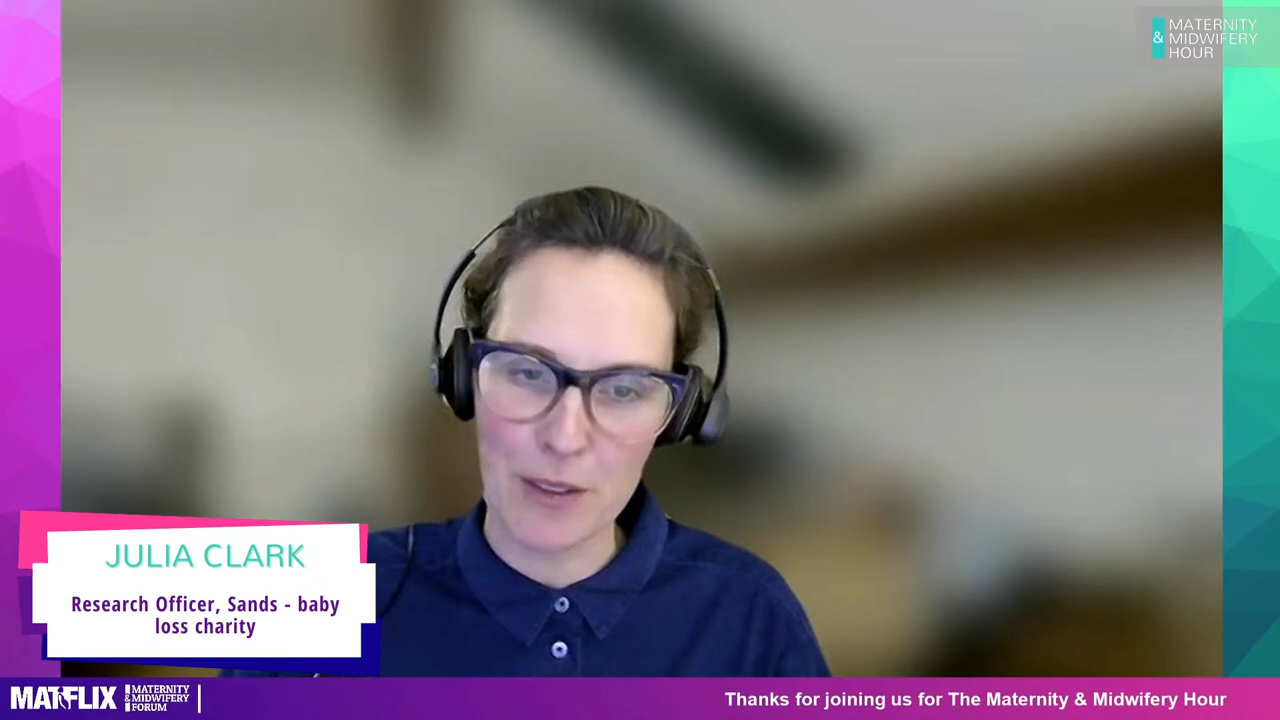 MATERNITY
& MIDWIFERY
HOUR
JULIA CLARK
Research Officer, Sands - baby
loss charity
MATFLIX
MATERNITY
& MIDWIFERY
FORUM
Thanks for joining us for The Maternity & Midwifery Hour